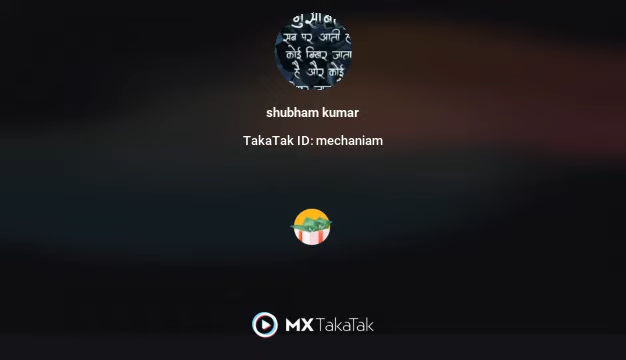 सब पर आती है
कोई बिखर जाता
है और कोई
shubham kumar
TakaTak ID: mechaniam
MX TakaTak